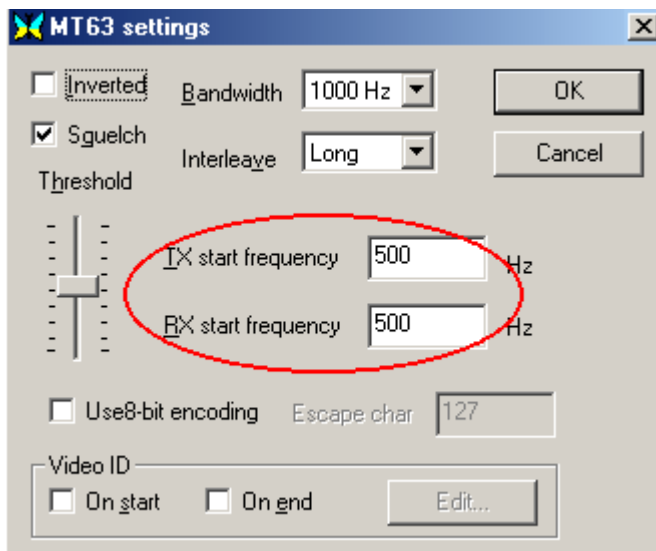 MT63 settings
Inverted
Bandwidth 1000 Hz
OK
Sguelch
Interleave Long
Cancel
Threshold
TX start frequency 500 Hz
RX start frequency 500 Hz
Use8-bit encoding Escape char 127
Video ID
On start On end Edit...